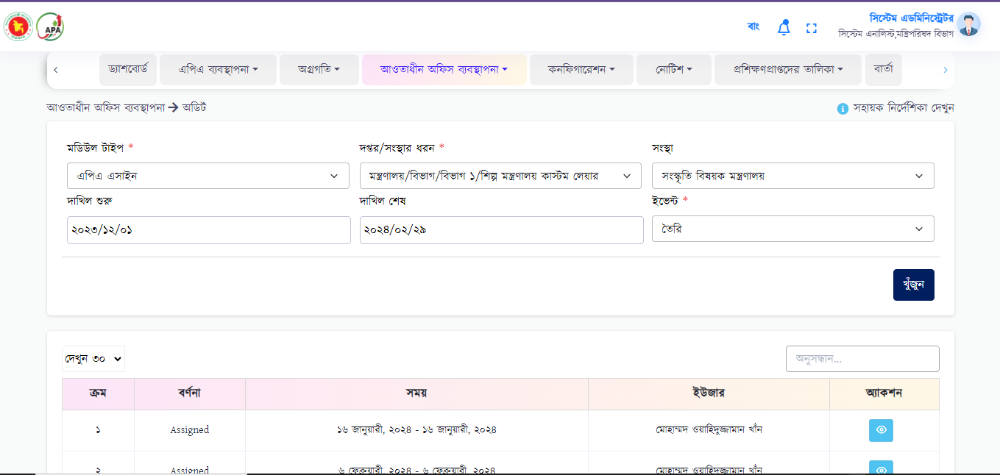 APA
বাং
সিস্টেম এডমিনিস্ট্রেটর
সিস্টেম এনালিস্ট,মন্ত্রিপরিষদ বিভাগ
ড্যাশবোর্ড এপিএ ব্যবস্থাপনা অগ্রগতি আওতাধীন অফিস ব্যবস্থাপনা কনফিগারেশন নোটিশ প্রশিক্ষণপ্রাপ্তদের তালিকা বার্তা
আওতাধীন অফিস ব্যবস্থাপনা → অডিট সহায়ক নির্দেশিকা দেখুন
মডিউল টাইপ * দপ্তর/সংস্থার ধরন * সংস্থা
এপিএ এসাইন মন্ত্রণালয়/বিভাগ/বিভাগ ১/শিল্প মন্ত্রণালয় কাস্টম লেয়ার সংস্কৃতি বিষয়ক মন্ত্রণালয়
দাখিল শুরু দাখিল শেষ ইভেন্ট *
২০২৩/১২/০১ ২০২৪/০২/২৯ তৈরি
খুঁজুন
দেখুন ৩০ অনুসন্ধান...
ক্রম বর্ণনা সময় ইউজার অ্যাকশন
১ Assigned ১৬ জানুয়ারী, ২০২৪ - ১৬ জানুয়ারী, ২০২৪ মোহাম্মদ ওয়াহিদুজ্জামান খাঁন
২ Assigned ৬ ফেব্রুয়ারী, ২০২৪ - ৬ ফেব্রুয়ারী, ২০২৪ মোহাম্মদ ওয়াহিদুজ্জামান খাঁন